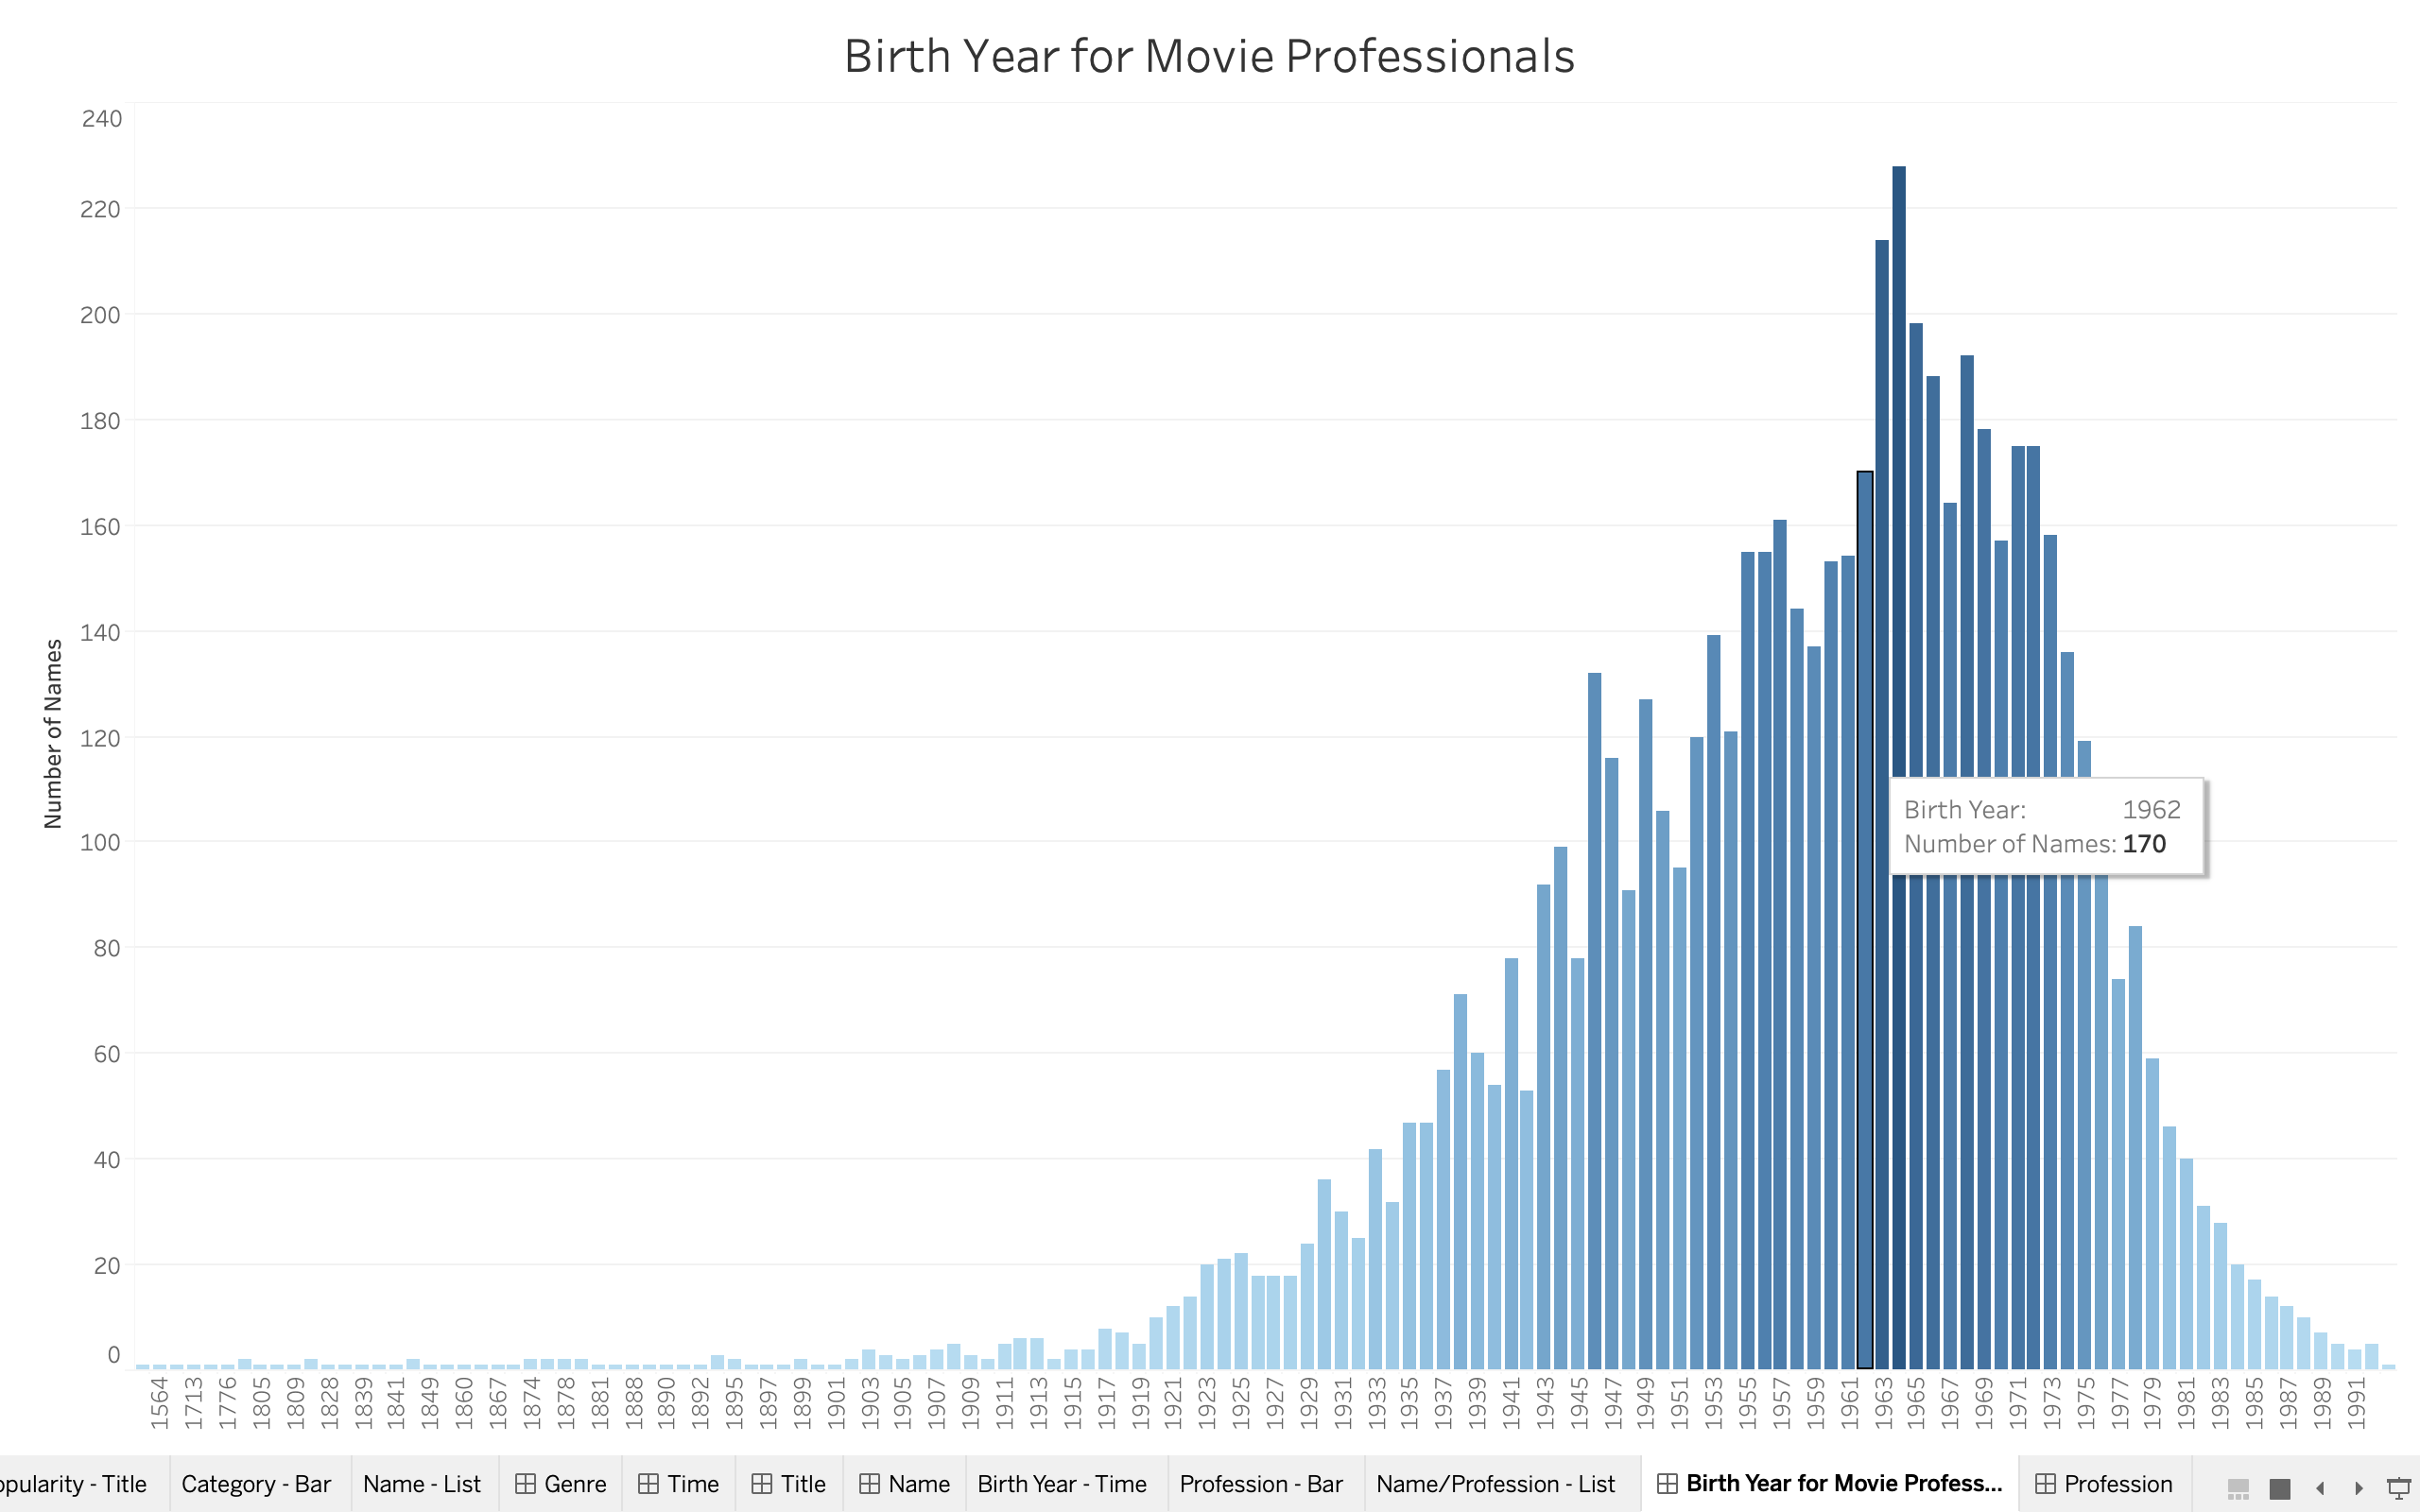 Birth Year for Movie Professionals
240
220
200
180
160
140
120
100
80
60
40
20
0
Number of Names
Birth Year: 1962
Number of Names: 170
1564 1713 1776 1805 1809 1828 1839 1841 1849 1860 1867 1874 1878 1881 1888 1890 1892 1895 1897 1899 1901 1903 1905 1907 1909 1911 1913 1915 1917 1919 1921 1923 1925 1927 1929 1931 1933 1935 1937 1939 1941 1943 1945 1947 1949 1951 1953 1955 1957 1959 1961 1963 1965 1967 1969 1971 1973 1975 1977 1979 1981 1983 1985 1987 1989 1991
opularity - Title Category - Bar Name - List Genre Time Title Name Birth Year - Time Profession - Bar Name/Profession - List Birth Year for Movie Profess... Profession